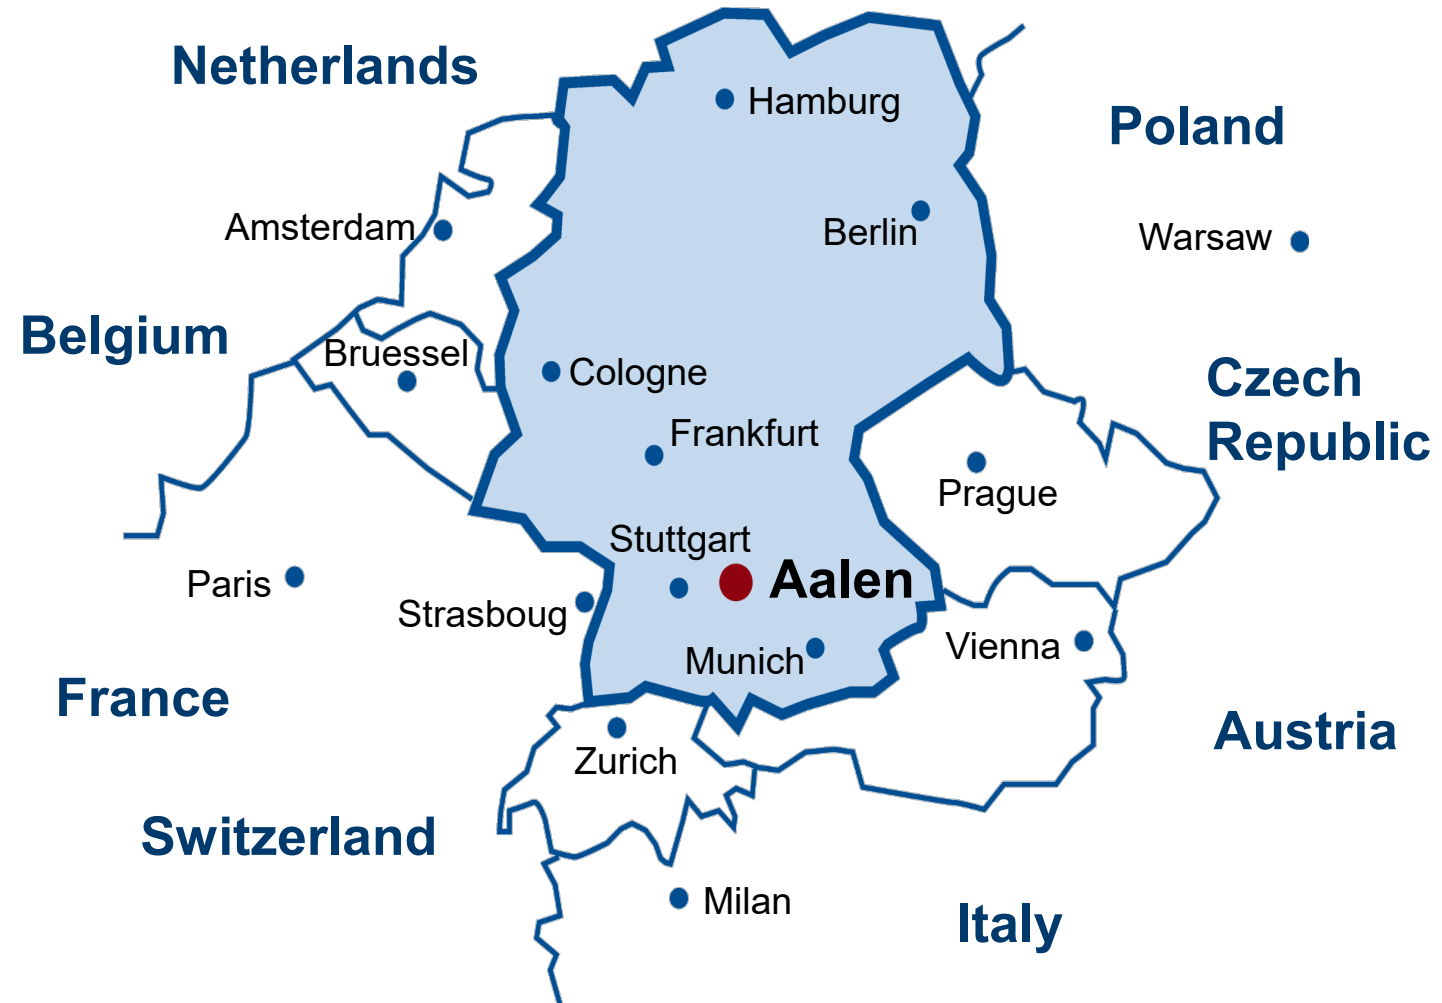 Netherlands
Hamburg
Poland
Amsterdam
Berlin
Warsaw
Belgium
Bruessel
Cologne
Czech
Republic
Frankfurt
Prague
Stuttgart
Aalen
Paris
Strasboug
Vienna
Munich
France
Austria
Zurich
Switzerland
Milan
Italy